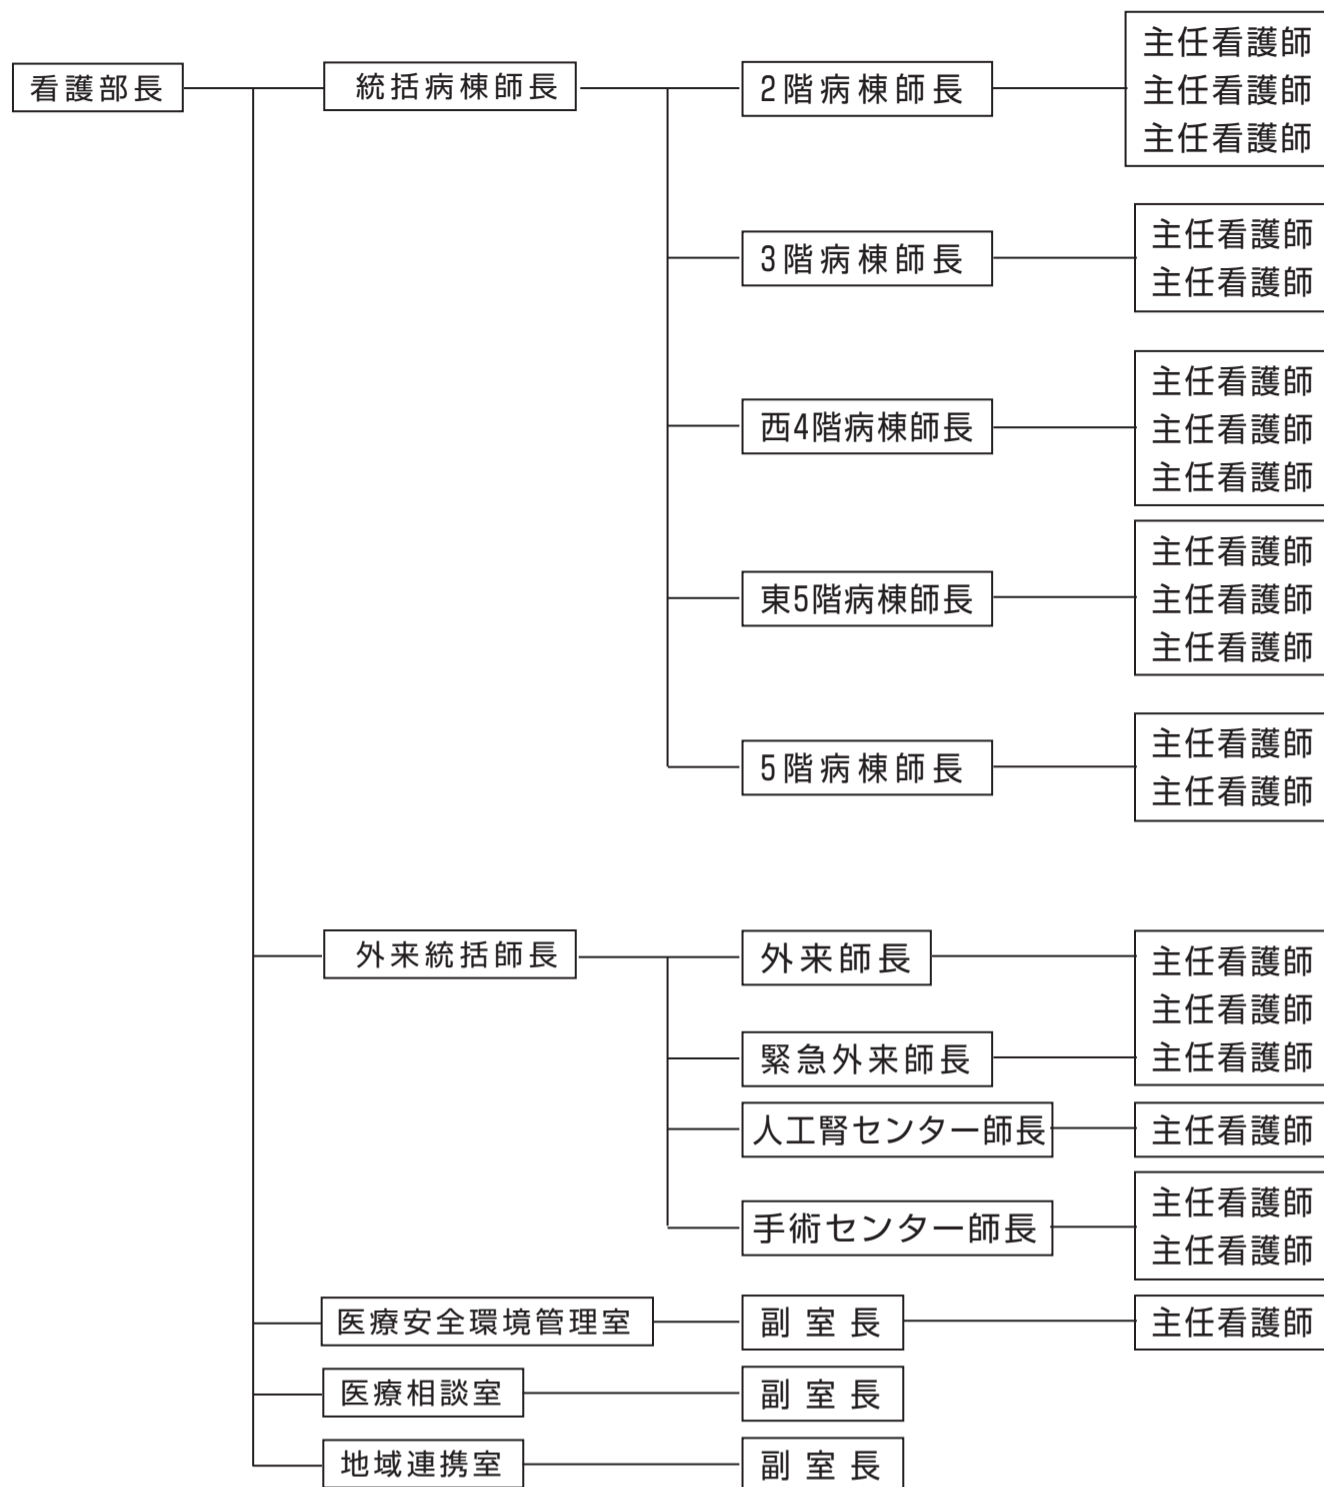 看護部長
統括病棟師長
2階病棟師長
主任看護師
主任看護師
主任看護師
3階病棟師長
主任看護師
主任看護師
西4階病棟師長
主任看護師
主任看護師
主任看護師
東5階病棟師長
主任看護師
主任看護師
主任看護師
5階病棟師長
主任看護師
主任看護師
外来統括師長
外来師長
緊急外来師長
主任看護師
主任看護師
主任看護師
人工腎センター師長
主任看護師
手術センター師長
主任看護師
主任看護師
医療安全環境管理室
副室長
主任看護師
医療相談室
副室長
地域連携室
副室長